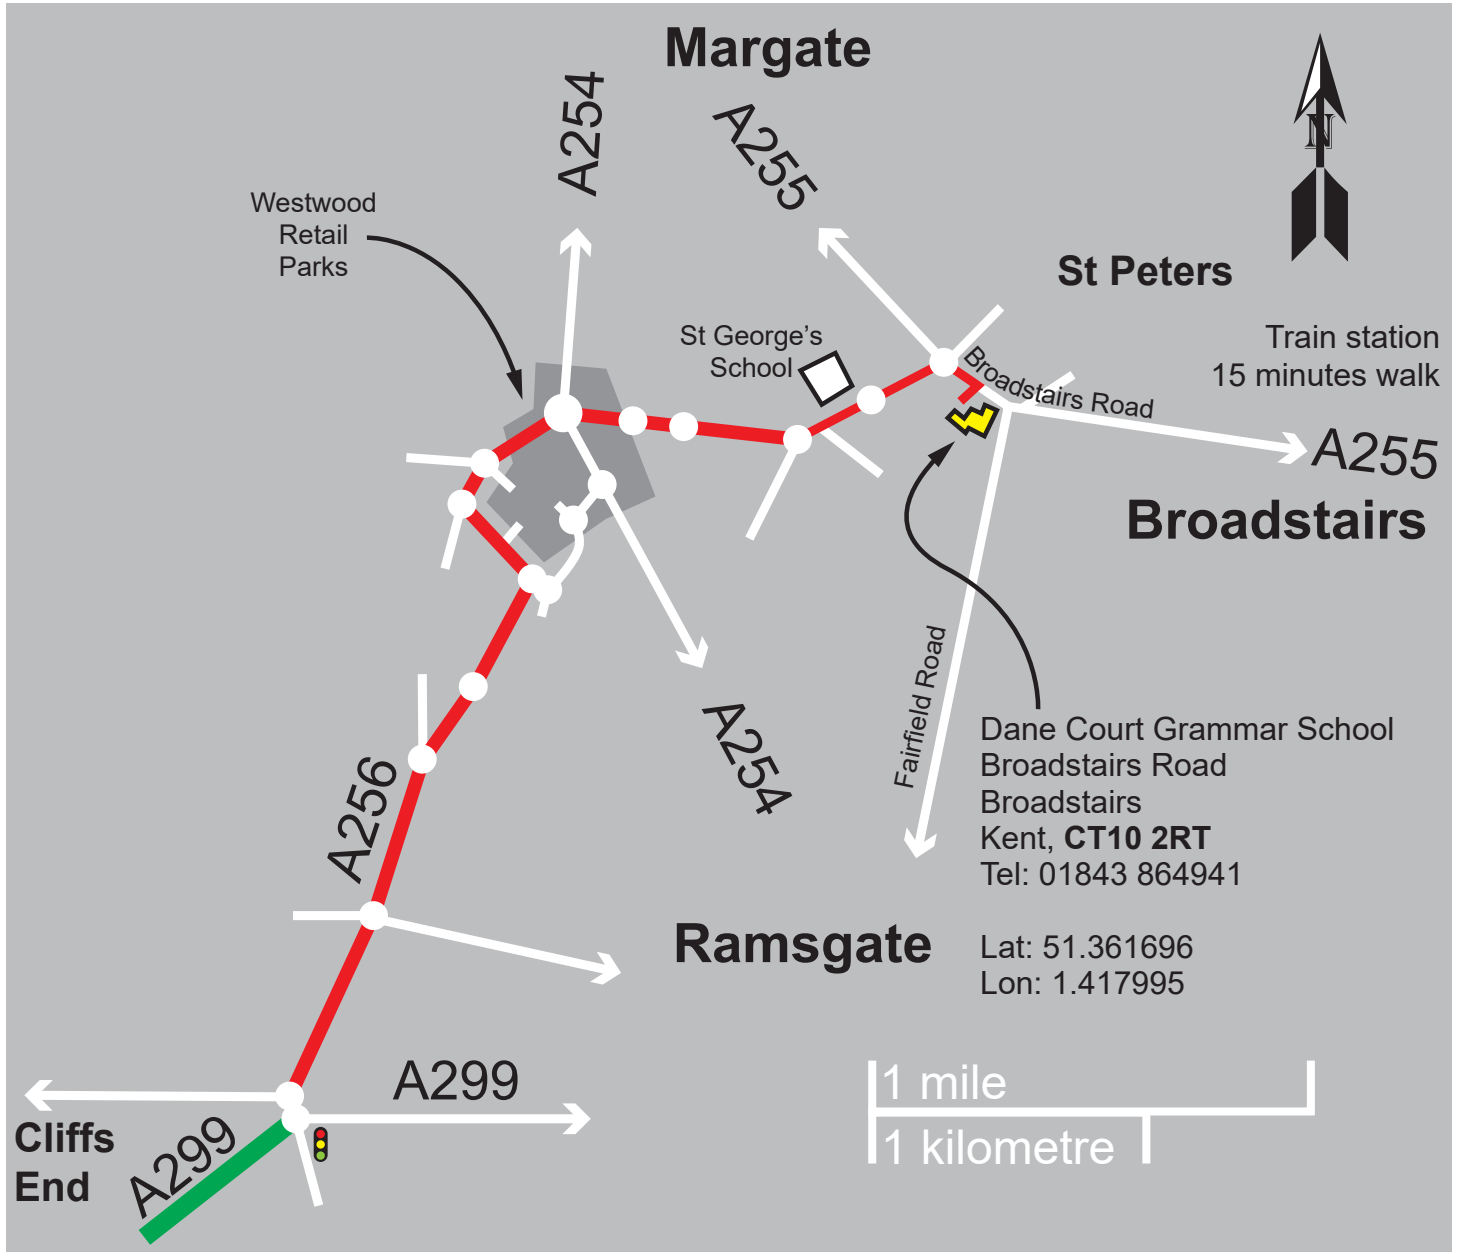 Margate
A254
A255
N
Westwood
Retail
Parks
St Peters
St George’s
School
Train station
15 minutes walk
Broadstairs Road
A255
Broadstairs
Fairfield Road
A254
Dane Court Grammar School
Broadstairs Road
Broadstairs
Kent, CT10 2RT
Tel: 01843 864941
A256
Ramsgate
Lat: 51.361696
Lon: 1.417995
A299
1 mile
1 kilometre
Cliffs
End
A299